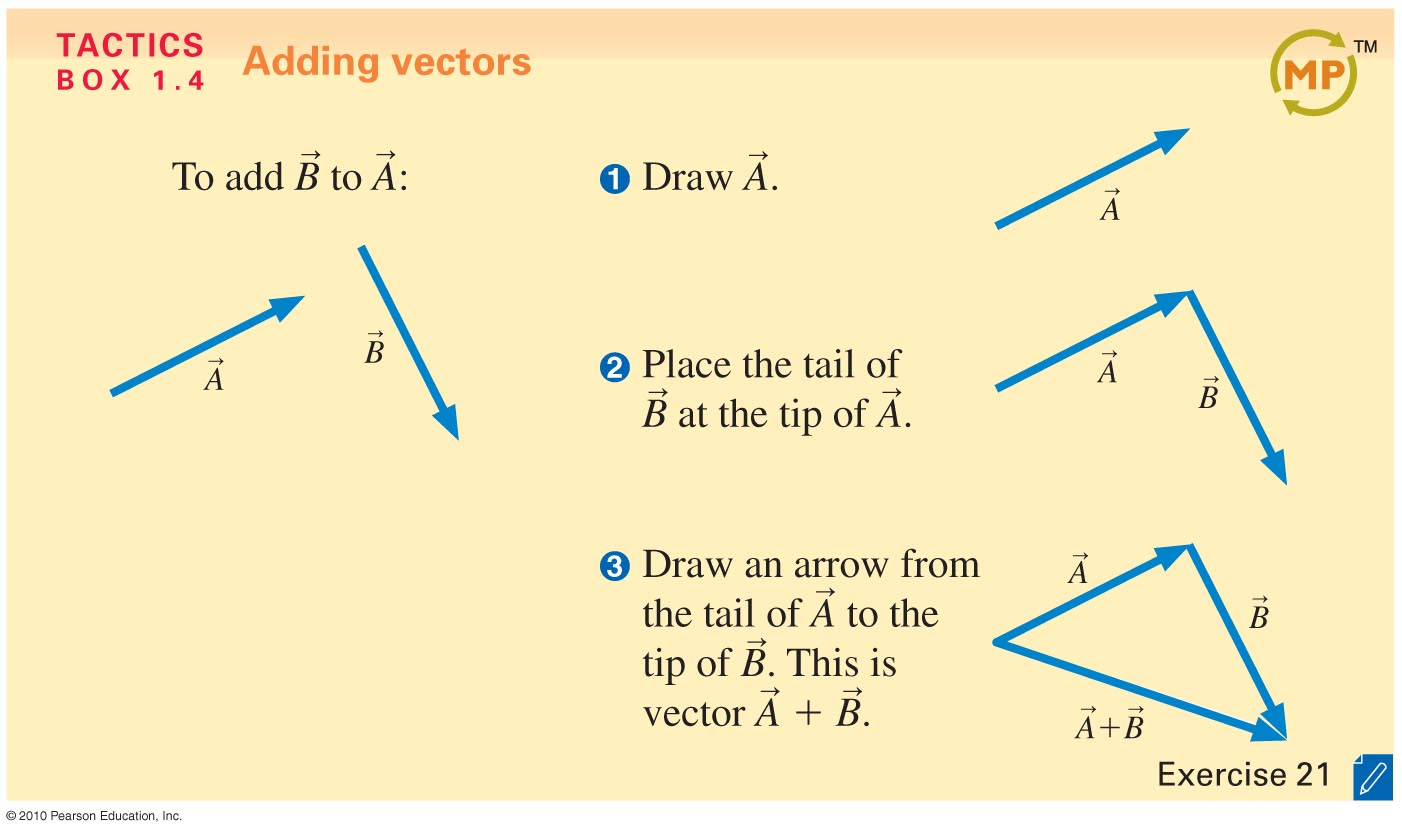 TACTICS
BOX 1.4
Adding vectors
MP™
To add B⃗ to A⃗:
A⃗
B⃗
1 Draw A⃗.
A⃗
2 Place the tail of
B⃗ at the tip of A⃗.
A⃗
B⃗
3 Draw an arrow from
the tail of A⃗ to the
tip of B⃗. This is
vector A⃗ + B⃗.
A⃗
B⃗
A⃗+B⃗
Exercise 21
© 2010 Pearson Education, Inc.